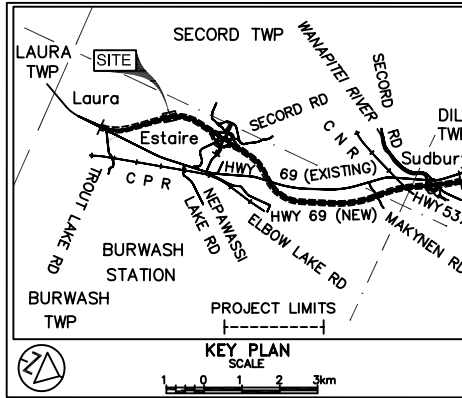 SECORD TWP
LAURA
TWP
SITE
Laura
Estaire
SECORD RD
WANAPITEI RIVER
SECORD
RD
C N R
DIL
TWP
Sudbury
HWY
69 (EXISTING)
HWY 537
C P R
TROUT LAKE RD
NEPAWASSI
LAKE RD
ELBOW LAKE RD
HWY 69 (NEW)
MAKYNEN RD
BURWASH
STATION
BURWASH
TWP
PROJECT LIMITS
KEY PLAN
SCALE
1 0 1 2 3km
N